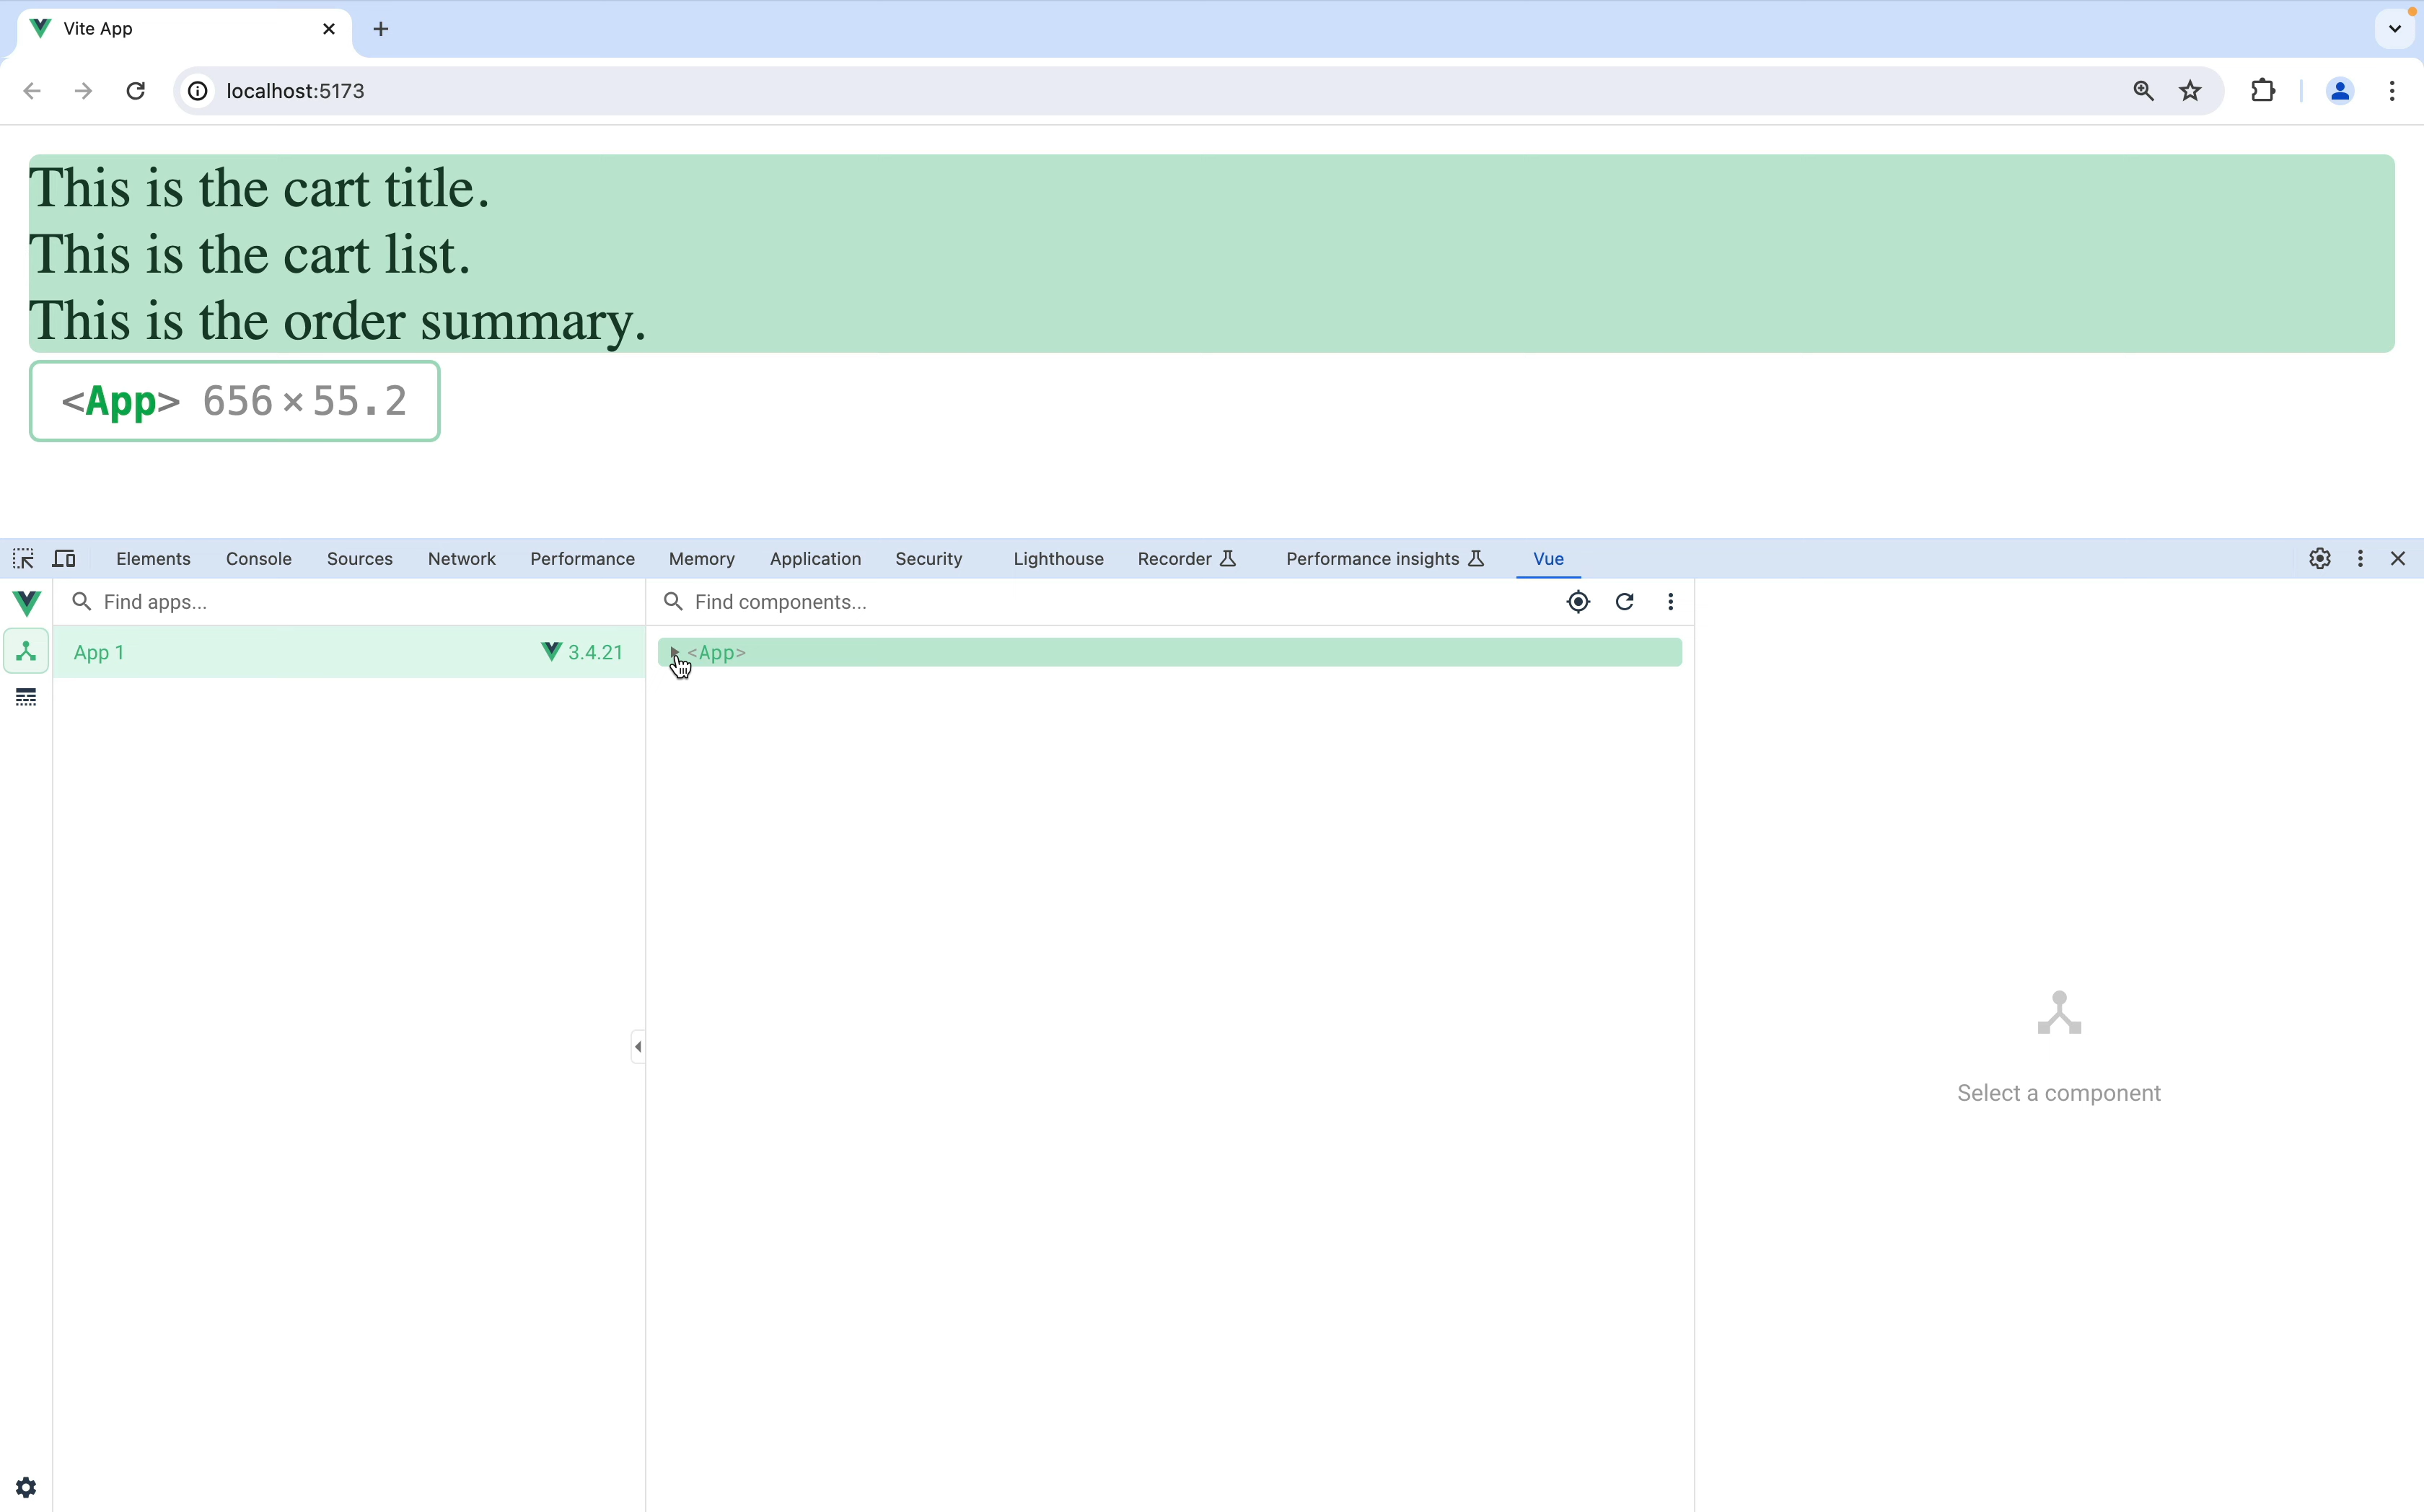 Vite App
localhost:5173
This is the cart title.
This is the cart list.
This is the order summary.
<App> 656×55.2
Elements Console Sources Network Performance Memory Application Security Lighthouse Recorder Performance insights Vue
Find apps... Find components...
App 1 3.4.21 <App>
Select a component